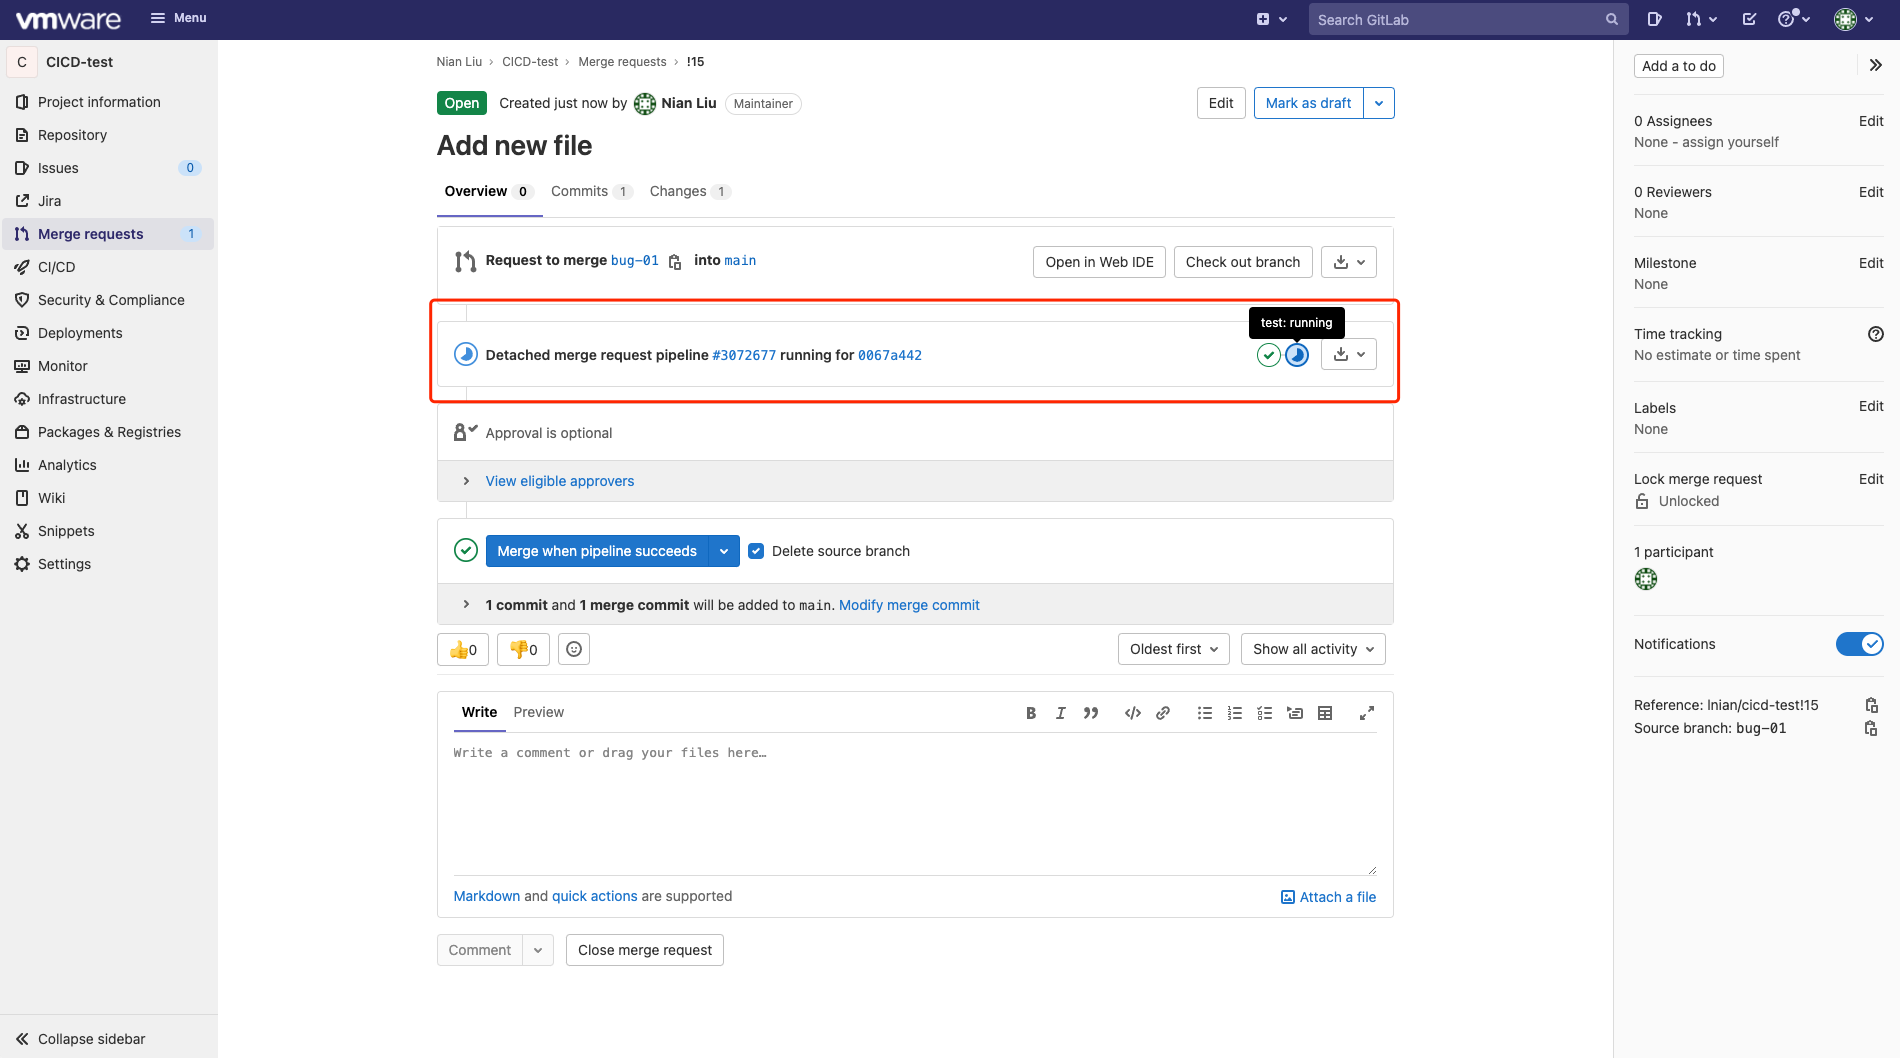 vmware
Menu
Search GitLab
C CICD-test
Project information
Repository
Issues 0
Jira
Merge requests 1
CI/CD
Security & Compliance
Deployments
Monitor
Infrastructure
Packages & Registries
Analytics
Wiki
Snippets
Settings
Collapse sidebar
Nian Liu › CICD-test › Merge requests › !15
Open Created just now by Nian Liu Maintainer
Edit
Mark as draft
Add new file
Overview 0 Commits 1 Changes 1
Request to merge bug-01 into main
Open in Web IDE Check out branch
test: running
Detached merge request pipeline #3072677 running for 0067a442
Approval is optional
View eligible approvers
Merge when pipeline succeeds Delete source branch
1 commit and 1 merge commit will be added to main. Modify merge commit
👍0 👎0
Oldest first Show all activity
Write Preview
Write a comment or drag your files here…
Markdown and quick actions are supported
Attach a file
Comment Close merge request
Add a to do
0 Assignees Edit
None - assign yourself
0 Reviewers Edit
None
Milestone Edit
None
Time tracking
No estimate or time spent
Labels Edit
None
Lock merge request Edit
Unlocked
1 participant
Notifications
Reference: lnian/cicd-test!15
Source branch: bug-01